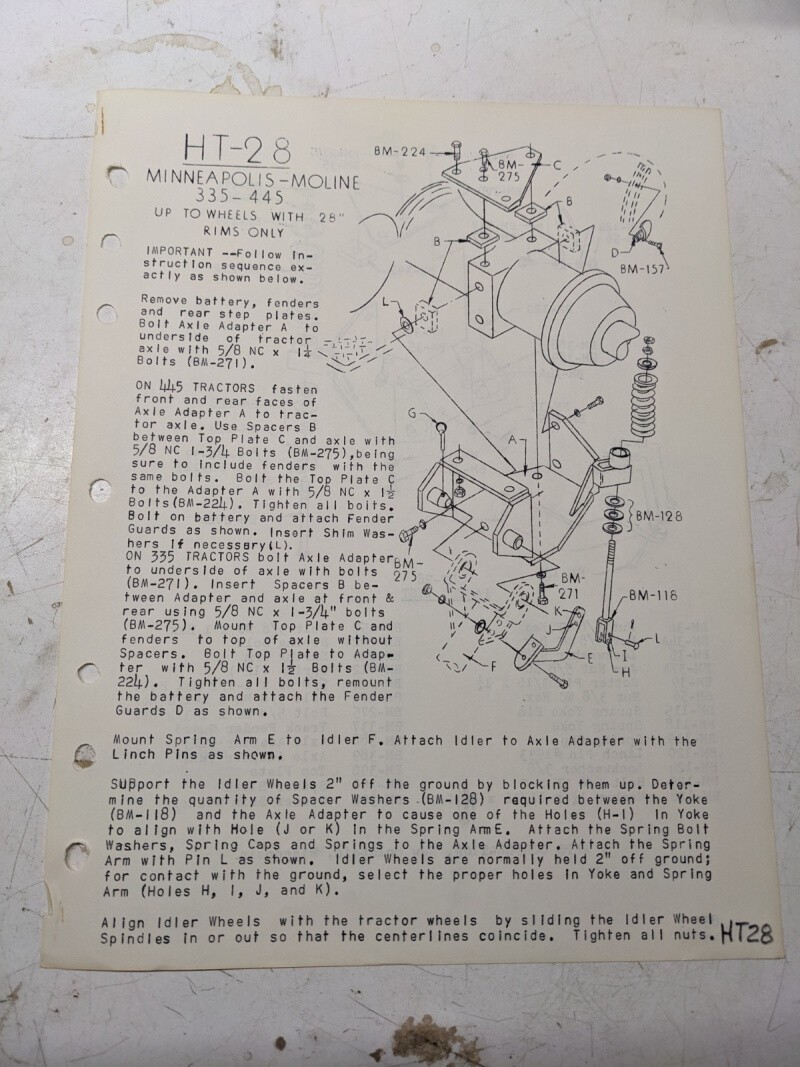 HT-28
MINNEAPOLIS-MOLINE
335-445
UP TO WHEELS WITH 28"
RIMS ONLY
IMPORTANT --Follow In-
struction sequence ex-
actly as shown below.
Remove battery, fenders
and rear step plates.
Bolt Axle Adapter A to
underside of tractor
axle with 5/8 NC x 1¼
Bolts (BM-271).
ON 445 TRACTORS fasten
front and rear faces of
Axle Adapter A to trac-
tor axle. Use Spacers B
between Top Plate C and axle with
5/8 NC 1-3/4 Bolts (BM-275),being
sure to include fenders with the
same bolts. Bolt the Top Plate C
to the Adapter A with 5/8 NC x 1½
Bolts(BM-224). Tighten all bolts.
Bolt on battery and attach Fender
Guards as shown. Insert Shim Was-
hers if necessary(L).
ON 335 TRACTORS bolt Axle Adapter
to underside of axle with bolts
(BM-271). Insert Spacers B be-
tween Adapter and axle at front &
rear using 5/8 NC x 1-3/4" bolts
(BM-275). Mount Top Plate C and
fenders to top of axle without
Spacers. Bolt Top Plate to Adap-
ter with 5/8 NC x 1½ Bolts (BM-
224). Tighten all bolts, remount
the battery and attach the Fender
Guards D as shown.
BM-224
BM-
275
C
B
B
D
BM-157
L
G
A
BM-128
BM-
275
BM-
271
BM-118
K
J
L
I
E
H
F
Mount Spring Arm E to Idler F. Attach Idler to Axle Adapter with the
Linch Pins as shown.
Support the Idler Wheels 2" off the ground by blocking them up. Deter-
mine the quantity of Spacer Washers (BM-128) required between the Yoke
(BM-118) and the Axle Adapter to cause one of the Holes (H-I) in Yoke
to align with Hole (J or K) in the Spring ArmE. Attach the Spring Bolt
Washers, Spring Caps and Springs to the Axle Adapter. Attach the Spring
Arm with Pin L as shown. Idler Wheels are normally held 2" off ground;
for contact with the ground, select the proper holes in Yoke and Spring
Arm (Holes H, I, J, and K).
Align Idler Wheels with the tractor wheels by sliding the Idler Wheel
Spindles in or out so that the centerlines coincide. Tighten all nuts.
HT28